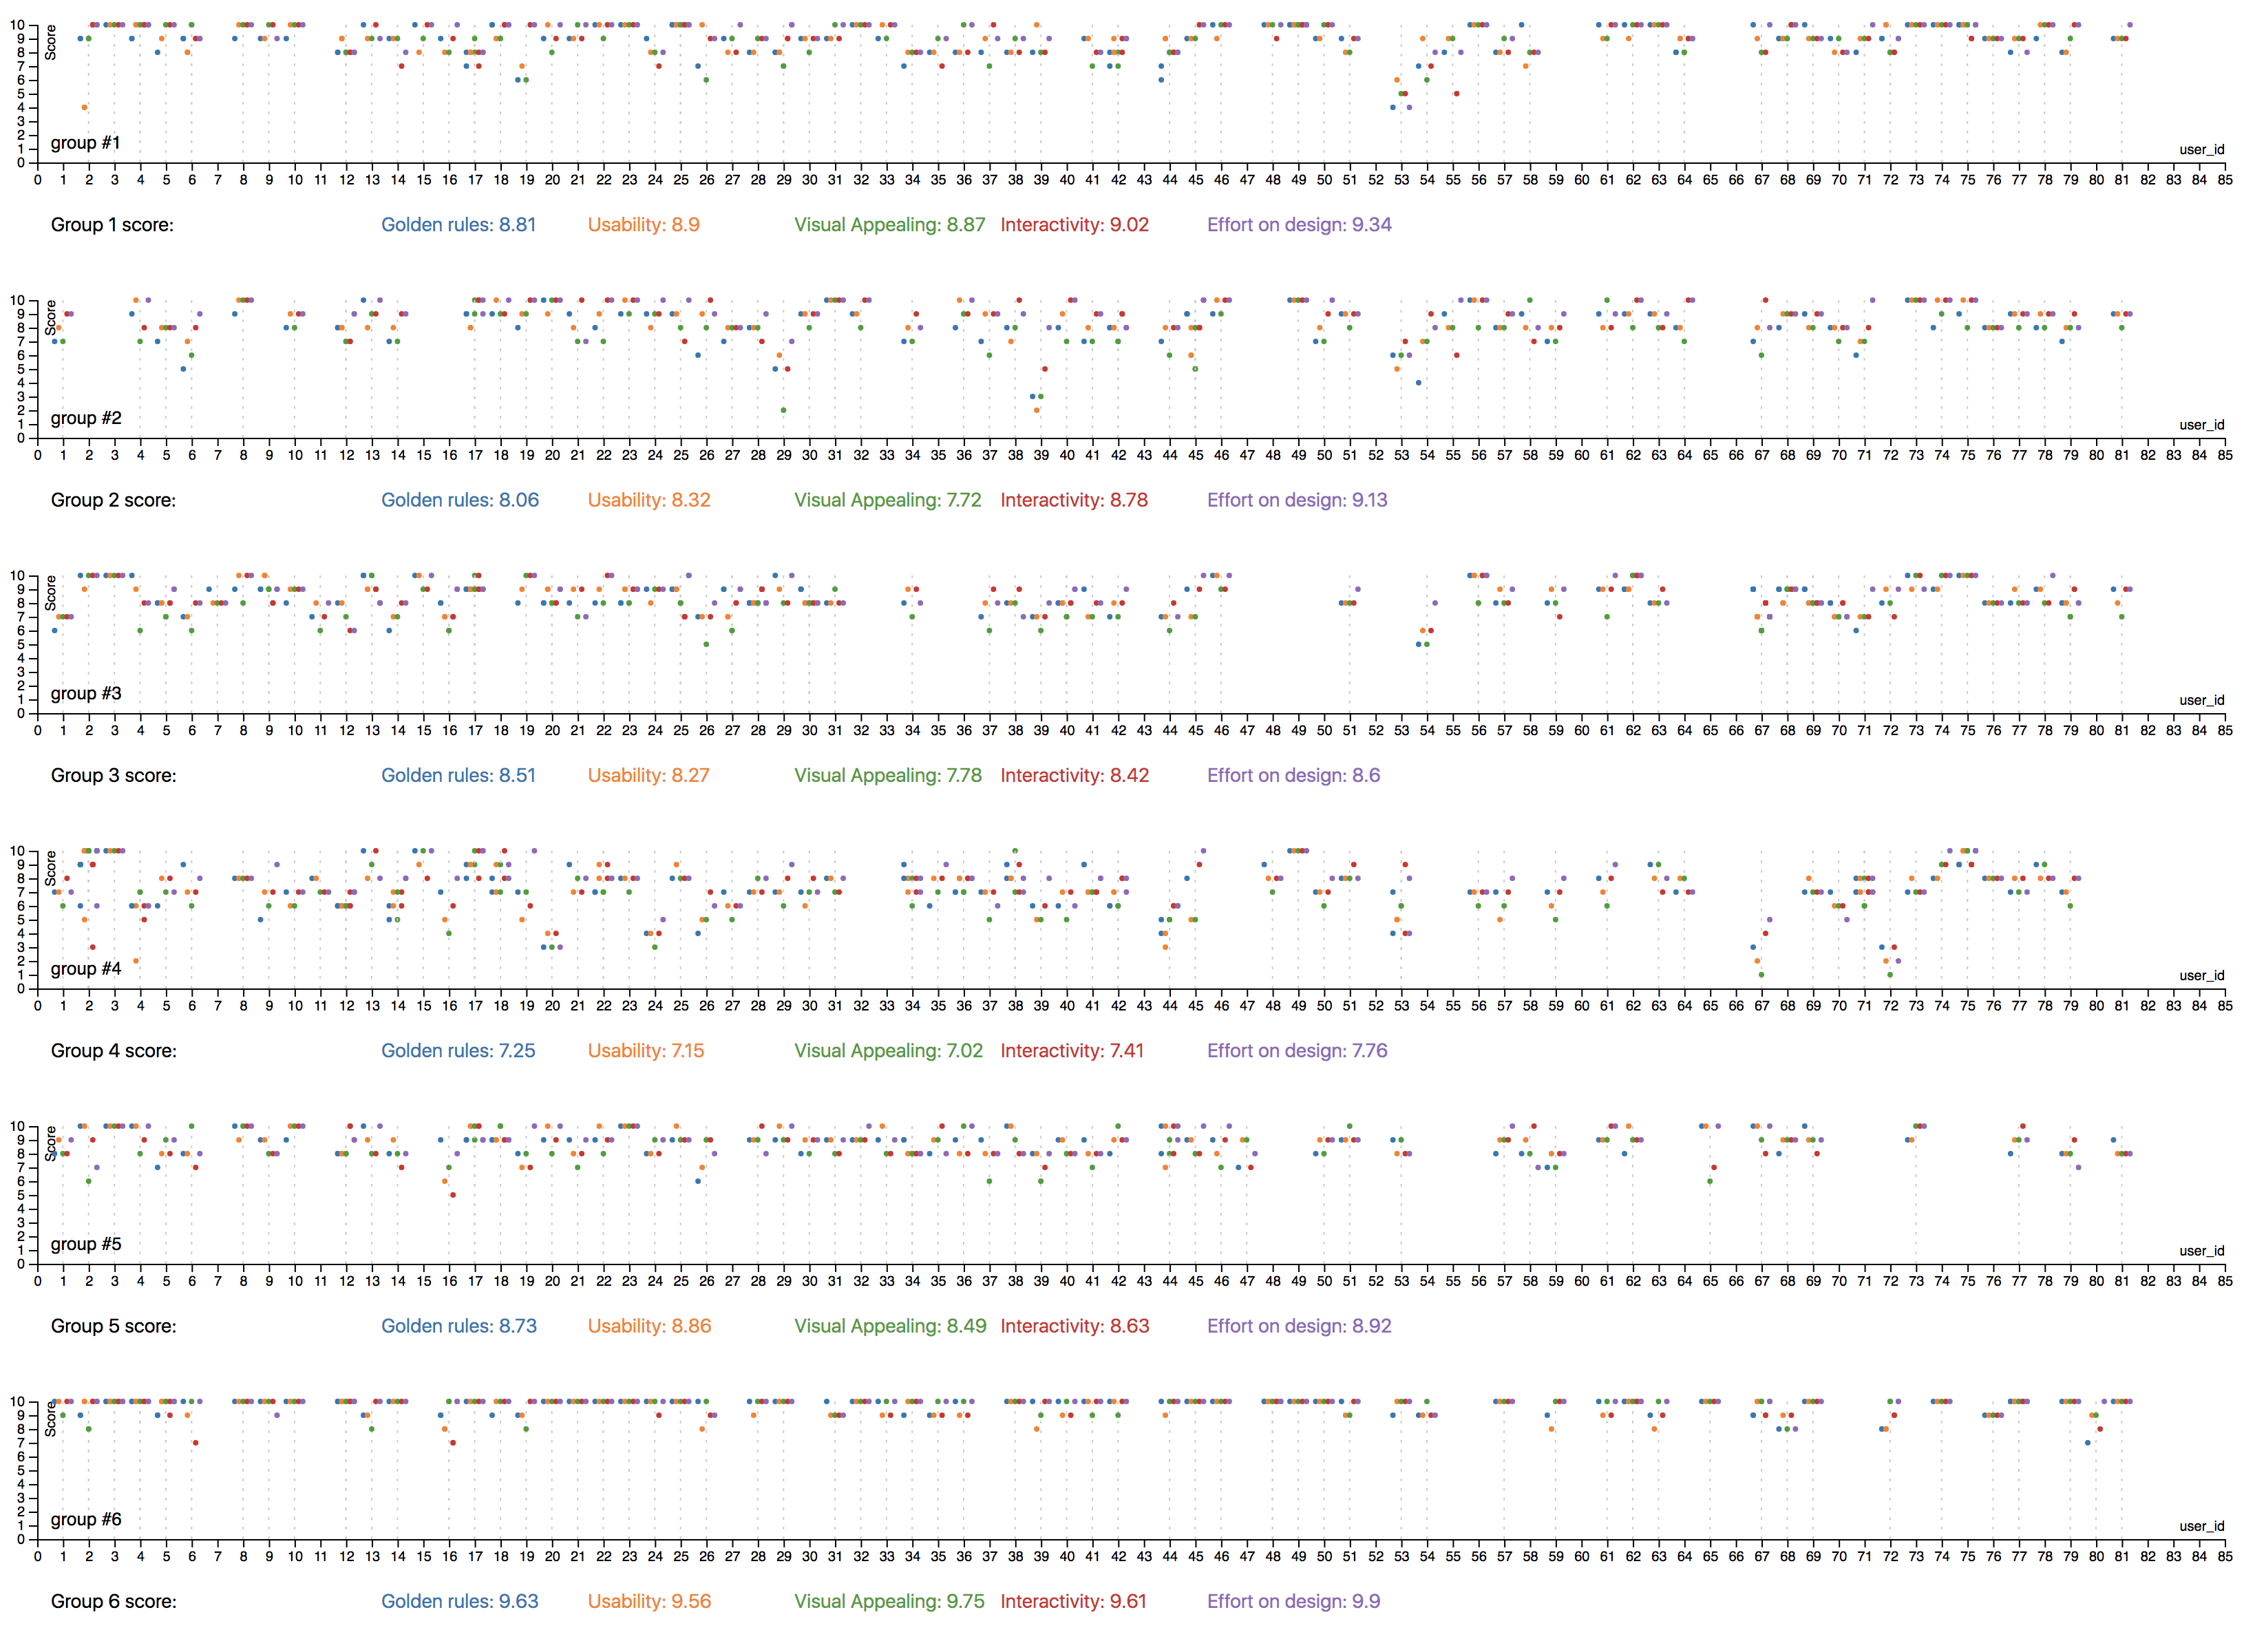 10
9
8
7
6
5
4
3
2
1
0
Score
group #1
user_id
0 1 2 3 4 5 6 7 8 9 10 11 12 13 14 15 16 17 18 19 20 21 22 23 24 25 26 27 28 29 30 31 32 33 34 35 36 37 38 39 40 41 42 43 44 45 46 47 48 49 50 51 52 53 54 55 56 57 58 59 60 61 62 63 64 65 66 67 68 69 70 71 72 73 74 75 76 77 78 79 80 81 82 83 84 85
Group 1 score: Golden rules: 8.81 Usability: 8.9 Visual Appealing: 8.87 Interactivity: 9.02 Effort on design: 9.34
10
9
8
7
6
5
4
3
2
1
0
Score
group #2
user_id
0 1 2 3 4 5 6 7 8 9 10 11 12 13 14 15 16 17 18 19 20 21 22 23 24 25 26 27 28 29 30 31 32 33 34 35 36 37 38 39 40 41 42 43 44 45 46 47 48 49 50 51 52 53 54 55 56 57 58 59 60 61 62 63 64 65 66 67 68 69 70 71 72 73 74 75 76 77 78 79 80 81 82 83 84 85
Group 2 score: Golden rules: 8.06 Usability: 8.32 Visual Appealing: 7.72 Interactivity: 8.78 Effort on design: 9.13
10
9
8
7
6
5
4
3
2
1
0
Score
group #3
user_id
0 1 2 3 4 5 6 7 8 9 10 11 12 13 14 15 16 17 18 19 20 21 22 23 24 25 26 27 28 29 30 31 32 33 34 35 36 37 38 39 40 41 42 43 44 45 46 47 48 49 50 51 52 53 54 55 56 57 58 59 60 61 62 63 64 65 66 67 68 69 70 71 72 73 74 75 76 77 78 79 80 81 82 83 84 85
Group 3 score: Golden rules: 8.51 Usability: 8.27 Visual Appealing: 7.78 Interactivity: 8.42 Effort on design: 8.6
10
9
8
7
6
5
4
3
2
1
0
Score
group #4
user_id
0 1 2 3 4 5 6 7 8 9 10 11 12 13 14 15 16 17 18 19 20 21 22 23 24 25 26 27 28 29 30 31 32 33 34 35 36 37 38 39 40 41 42 43 44 45 46 47 48 49 50 51 52 53 54 55 56 57 58 59 60 61 62 63 64 65 66 67 68 69 70 71 72 73 74 75 76 77 78 79 80 81 82 83 84 85
Group 4 score: Golden rules: 7.25 Usability: 7.15 Visual Appealing: 7.02 Interactivity: 7.41 Effort on design: 7.76
10
9
8
7
6
5
4
3
2
1
0
Score
group #5
user_id
0 1 2 3 4 5 6 7 8 9 10 11 12 13 14 15 16 17 18 19 20 21 22 23 24 25 26 27 28 29 30 31 32 33 34 35 36 37 38 39 40 41 42 43 44 45 46 47 48 49 50 51 52 53 54 55 56 57 58 59 60 61 62 63 64 65 66 67 68 69 70 71 72 73 74 75 76 77 78 79 80 81 82 83 84 85
Group 5 score: Golden rules: 8.73 Usability: 8.86 Visual Appealing: 8.49 Interactivity: 8.63 Effort on design: 8.92
10
9
8
7
6
5
4
3
2
1
0
Score
group #6
user_id
0 1 2 3 4 5 6 7 8 9 10 11 12 13 14 15 16 17 18 19 20 21 22 23 24 25 26 27 28 29 30 31 32 33 34 35 36 37 38 39 40 41 42 43 44 45 46 47 48 49 50 51 52 53 54 55 56 57 58 59 60 61 62 63 64 65 66 67 68 69 70 71 72 73 74 75 76 77 78 79 80 81 82 83 84 85
Group 6 score: Golden rules: 9.63 Usability: 9.56 Visual Appealing: 9.75 Interactivity: 9.61 Effort on design: 9.9